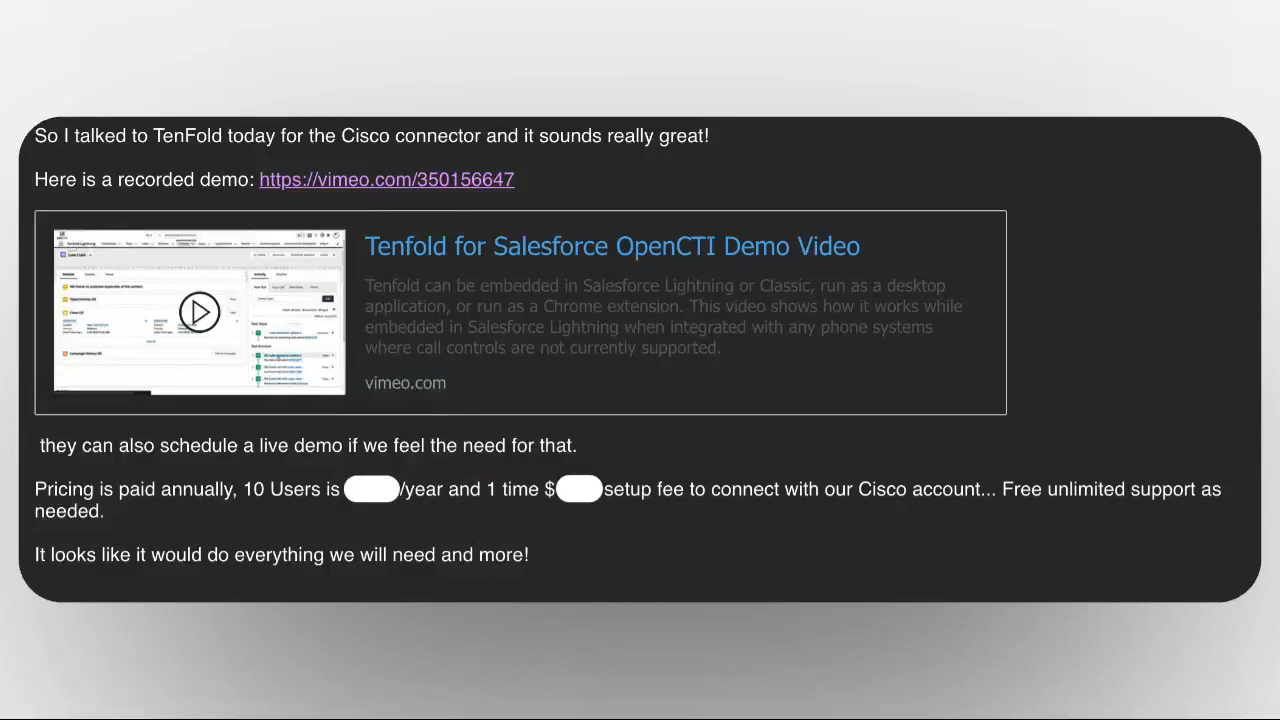 So I talked to TenFold today for the Cisco connector and it sounds really great!
Here is a recorded demo: https://vimeo.com/350156647
Tenfold for Salesforce OpenCTI Demo Video
Tenfold can be embedded in Salesforce Lightning or Classic, run as a desktop
application or run as a Chrome extension. This video shows how it works while
embedded in Salesforce Lightning when integrated with any phone systems
where call controls are not currently supported.
vimeo.com
they can also schedule a live demo if we feel the need for that.
Pricing is paid annually, 10 Users is /year and 1 time $ setup fee to connect with our Cisco account... Free unlimited support as
needed.
It looks like it would do everything we will need and more!